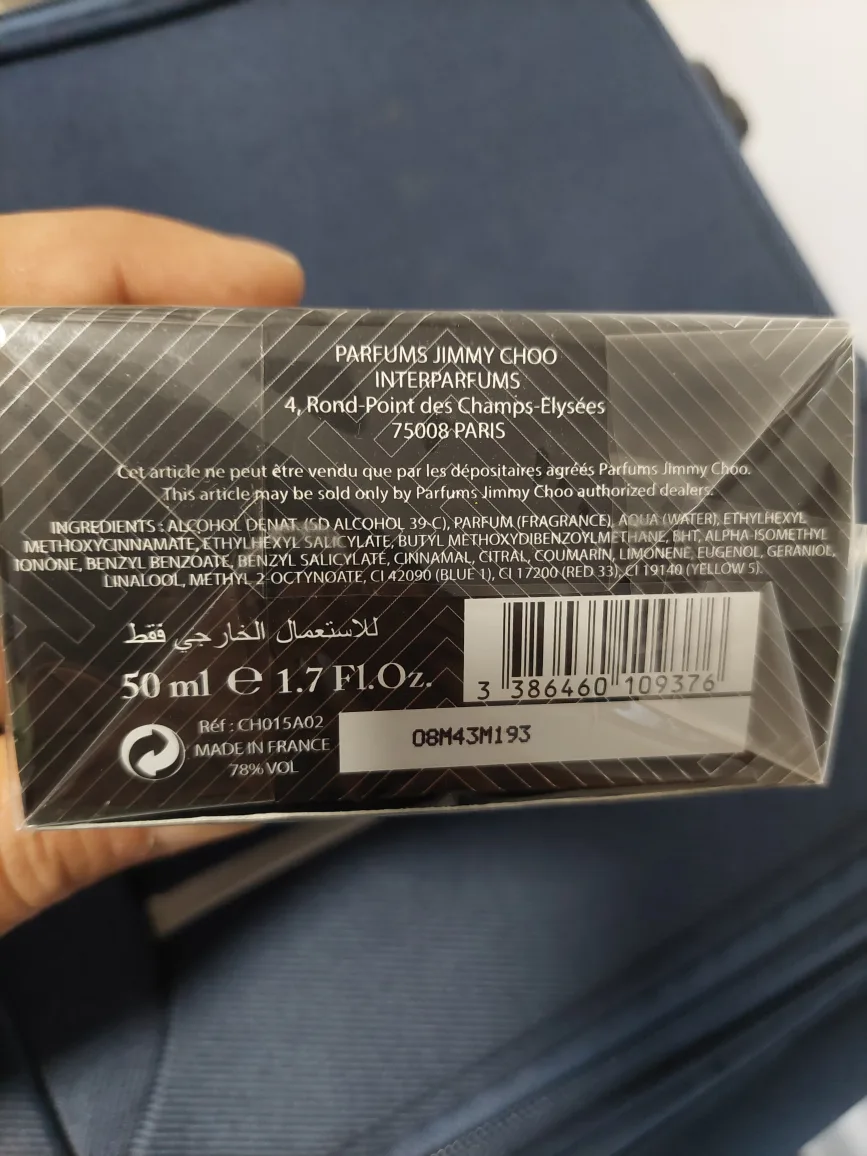 PARFUMS JIMMY CHOO
INTERPARFUMS
4, Rond-Point des Champs-Elysées
75008 PARIS
Cet article ne peut être vendu que par les dépositaires agréés Parfums Jimmy Choo.
This article may be sold only by Parfums Jimmy Choo authorized dealers.
INGREDIENTS : ALCOHOL DENAT. (SD ALCOHOL 39-C), PARFUM (FRAGRANCE), AQUA (WATER), ETHYLHEXYL
METHOXYCINNAMATE, ETHYLHEXYL SALICYLATE, BUTYL METHOXYDIBENZOYLMETHANE, BHT, ALPHA-ISOMETHYL
IONONE, BENZYL BENZOATE, BENZYL SALICYLATE, CINNAMAL, CITRAL, COUMARIN, LIMONENE, EUGENOL, GERANIOL,
LINALOOL, METHYL 2-OCTYNOATE, CI 42090 (BLUE 1), CI 17200 (RED 33), CI 19140 (YELLOW 5).
للاستعمال الخارجي فقط
50 ml e 1.7 Fl.Oz.
3 386460 109376
Réf : CH015A02
MADE IN FRANCE
78% VOL
08M43M193